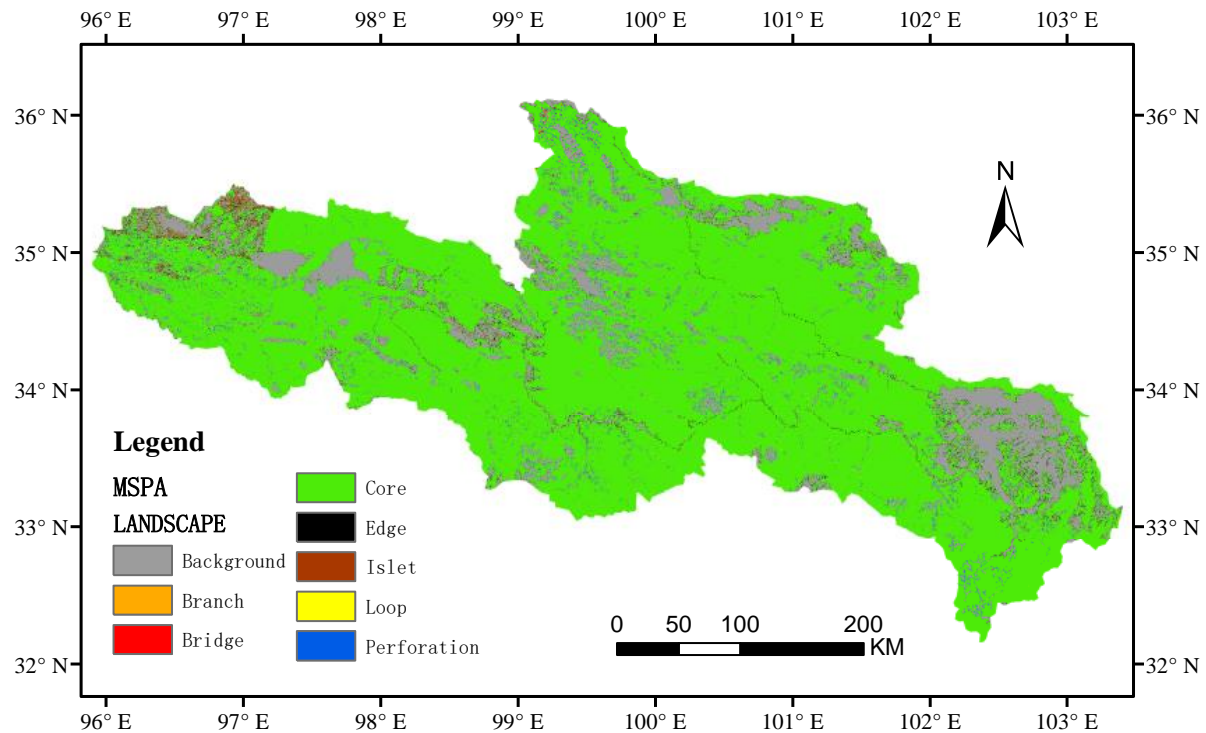 96° E 97° E 98° E 99° E 100° E 101° E 102° E 103° E
36° N 36° N
N
35° N 35° N
34° N 34° N
Legend
MSPA
LANDSCAPE
Background
Branch
Bridge
Core
Edge
Islet
Loop
Perforation
33° N 33° N
0 50 100 200
KM
32° N 32° N
96° E 97° E 98° E 99° E 100° E 101° E 102° E 103° E